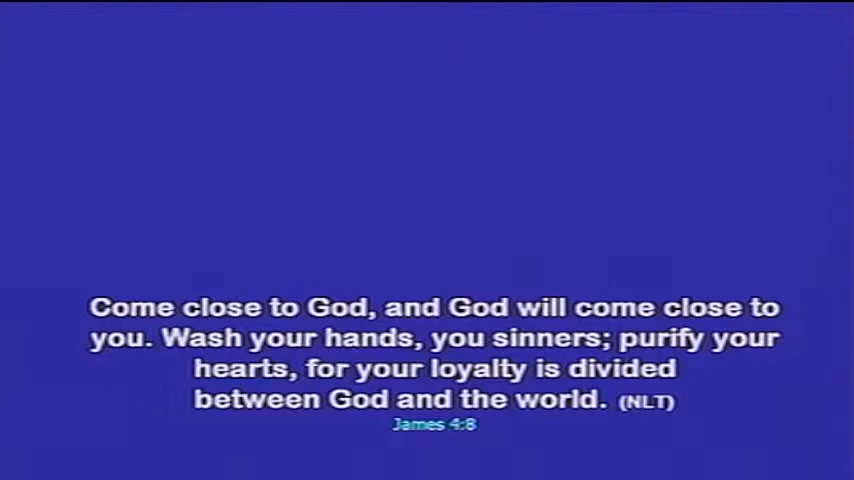 Come close to God, and God will come close to
you. Wash your hands, you sinners; purify your
hearts, for your loyalty is divided
between God and the world. (NLT)
James 4:8